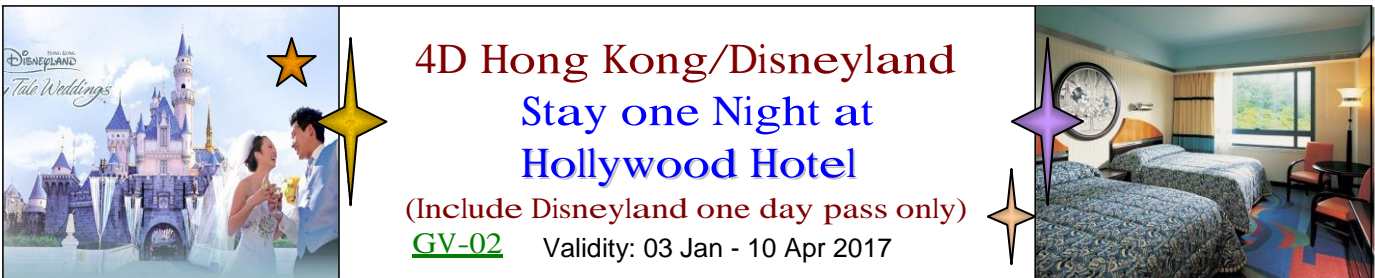 HONG KONG
DISNEYLAND
Tale Weddings
4D Hong Kong/Disneyland
Stay one Night at
Hollywood Hotel
(Include Disneyland one day pass only)
GV-02 Validity: 03 Jan - 10 Apr 2017